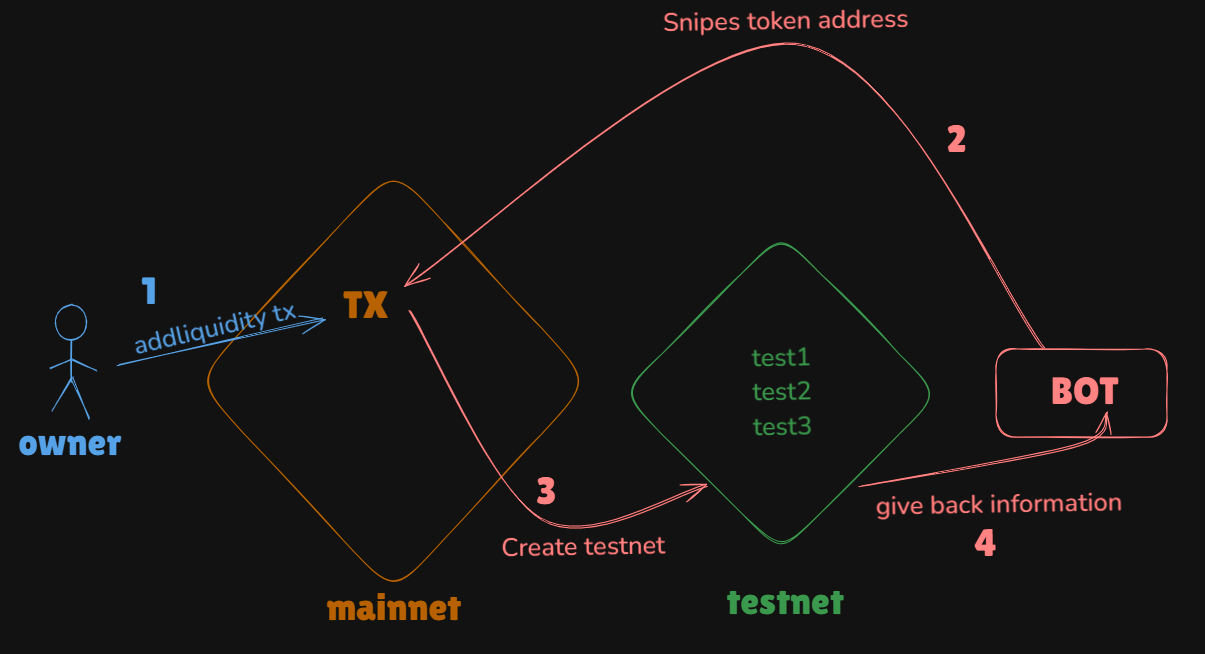 Snipes token address
2
1
addliquidity tx
TX
owner
test1
test2
test3
BOT
3
Create testnet
give back information
4
mainnet
testnet